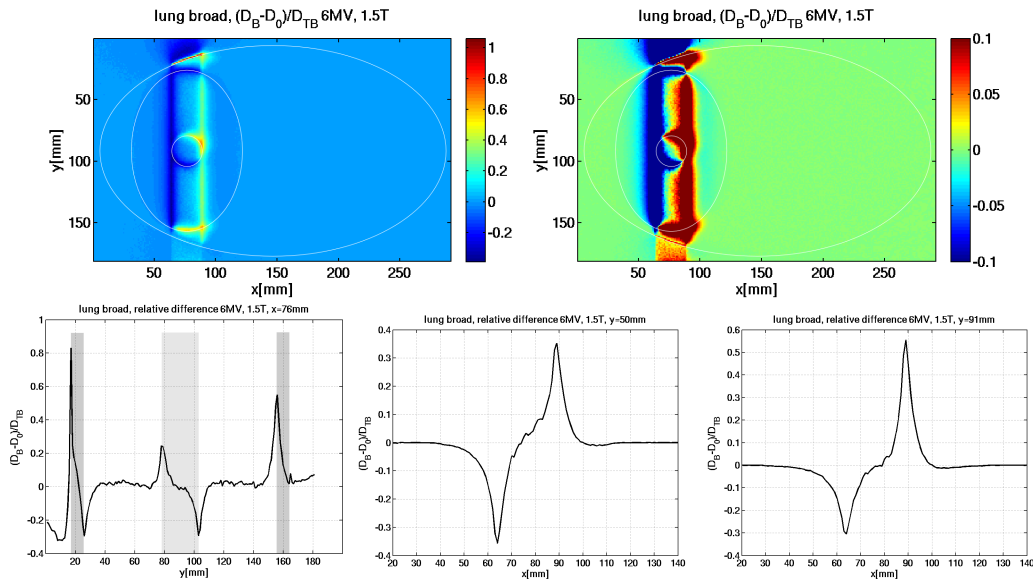 lung broad, (D_B-D_0)/D_TB 6MV, 1.5T
y[mm]
50
100
150
50 100 150 200 250
x[mm]
1
0.8
0.6
0.4
0.2
0
-0.2
lung broad, (D_B-D_0)/D_TB 6MV, 1.5T
y[mm]
50
100
150
50 100 150 200 250
x[mm]
0.1
0.05
0
-0.05
-0.1
lung broad, relative difference 6MV, 1.5T, x=76mm
(D_B-D_0)/D_TB
1
0.8
0.6
0.4
0.2
0
-0.2
-0.4
0 20 40 60 80 100 120 140 160 180
y[mm]
lung broad, relative difference 6MV, 1.5T, y=50mm
(D_B-D_0)/D_TB
0.4
0.3
0.2
0.1
0
0.1
0.2
0.3
0.4
20 30 40 50 60 70 80 90 100 110 120 130 140
x[mm]
lung broad, relative difference 6MV, 1.5T, y=91mm
(D_B-D_0)/D_TB
0.6
0.5
0.4
0.3
0.2
0.1
0
-0.1
-0.2
-0.3
-0.4
20 30 40 50 60 70 80 90 100 110 120 130 140
x[mm]